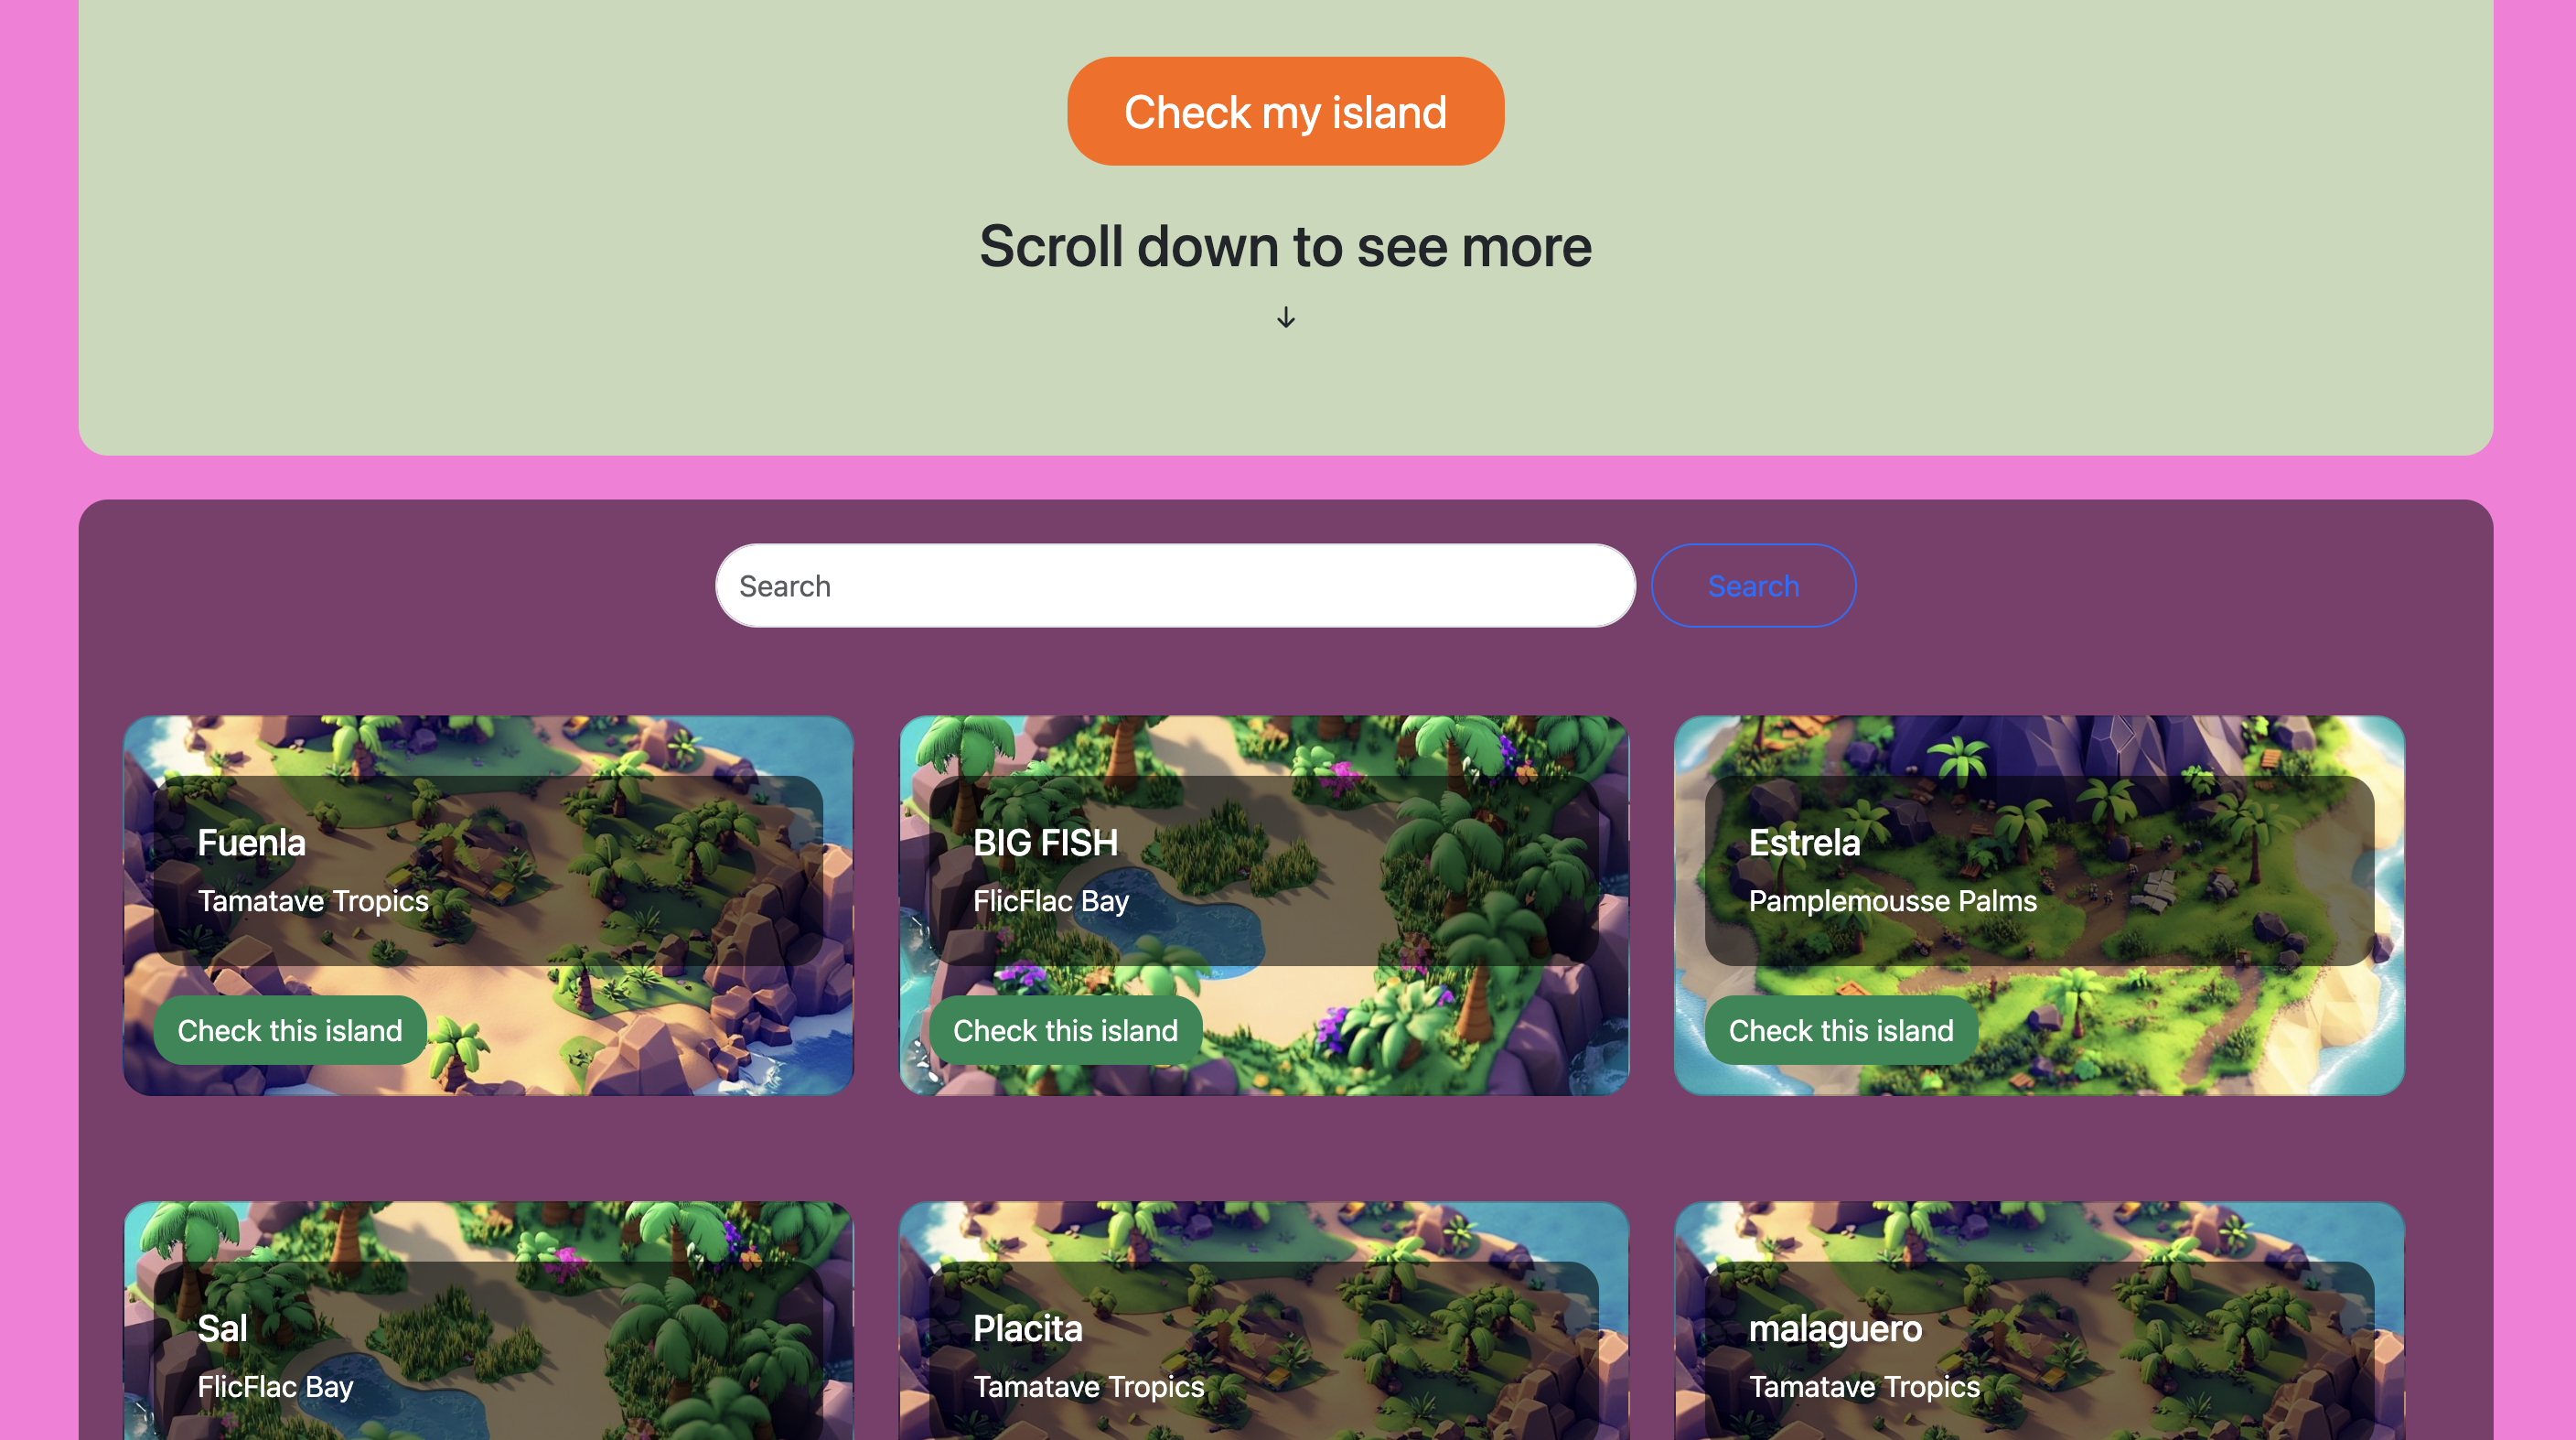 Check my island
Scroll down to see more
Search
Search
Fuenla
Tamatave Tropics
Check this island
BIG FISH
FlicFlac Bay
Check this island
Estrela
Pamplemousse Palms
Check this island
Sal
FlicFlac Bay
Placita
Tamatave Tropics
malaguero
Tamatave Tropics